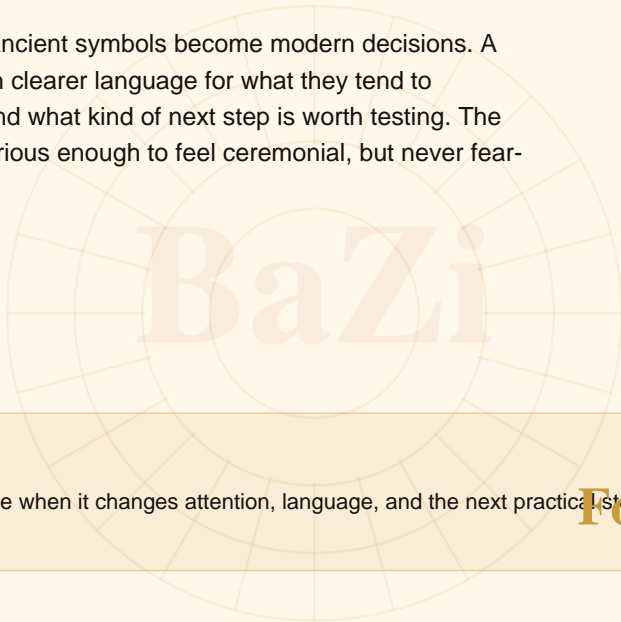 ncient symbols become modern decisions. A
clearer language for what they tend to
nd what kind of next step is worth testing. The
rious enough to feel ceremonial, but never fear-
BaZi
e when it changes attention, language, and the next practical st
Fo